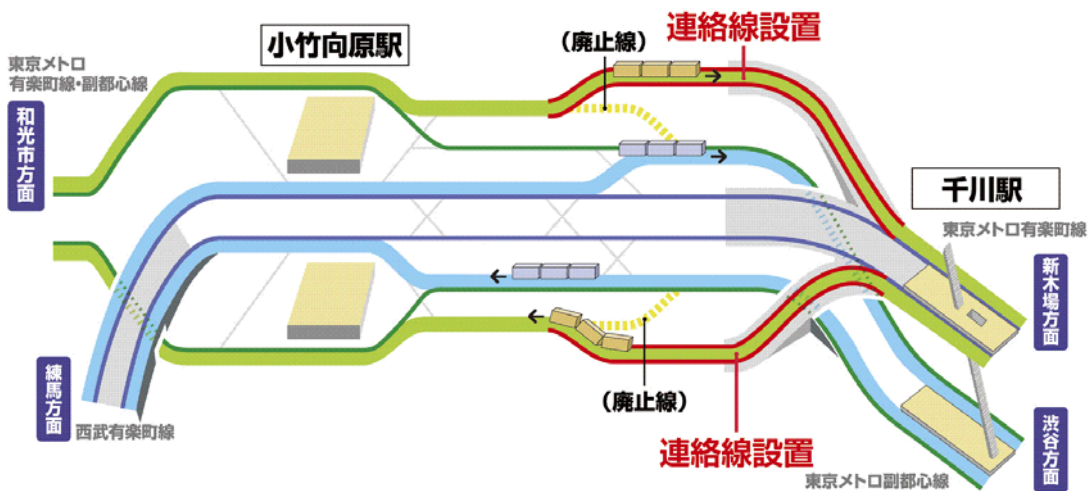 小竹向原駅
(廃止線)
連絡線設置
東京メトロ
有楽町線・副都心線
和光市方面
千川駅
東京メトロ有楽町線
新木場方面
練馬方面
西武有楽町線
(廃止線)
連絡線設置
東京メトロ副都心線
渋谷方面